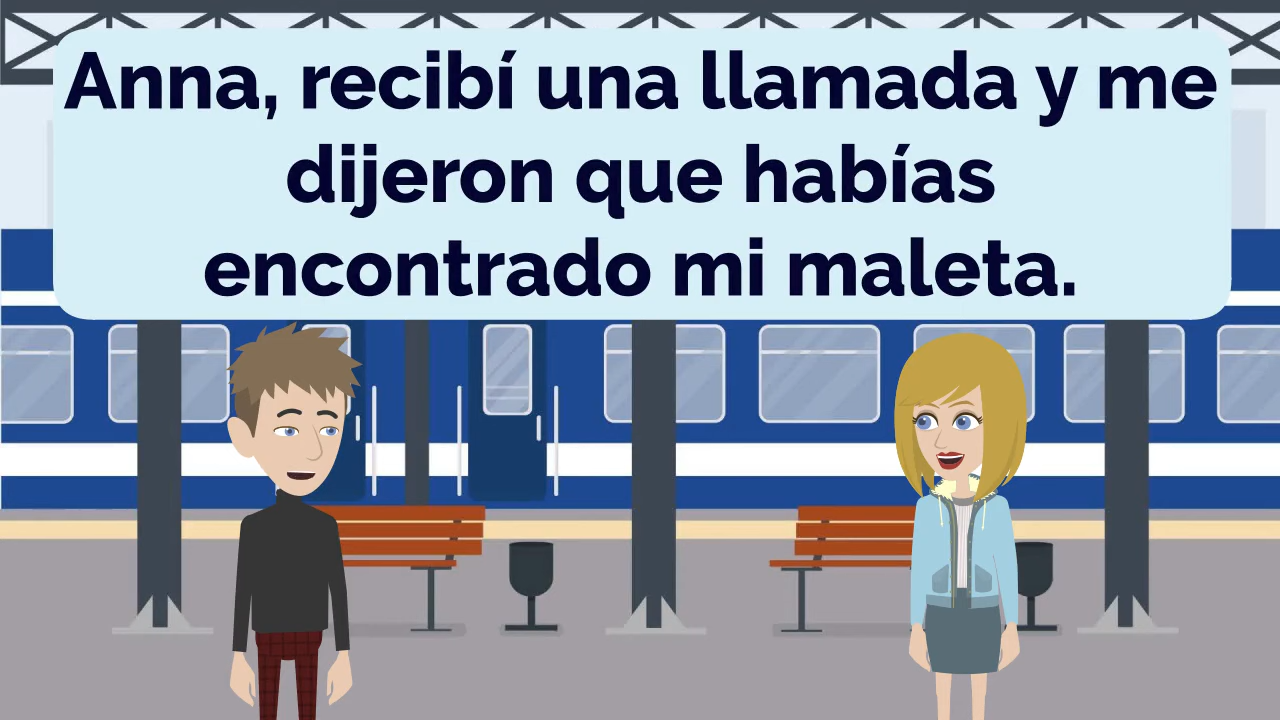 Anna, recibí una llamada y me
dijeron que habías
encontrado mi maleta.